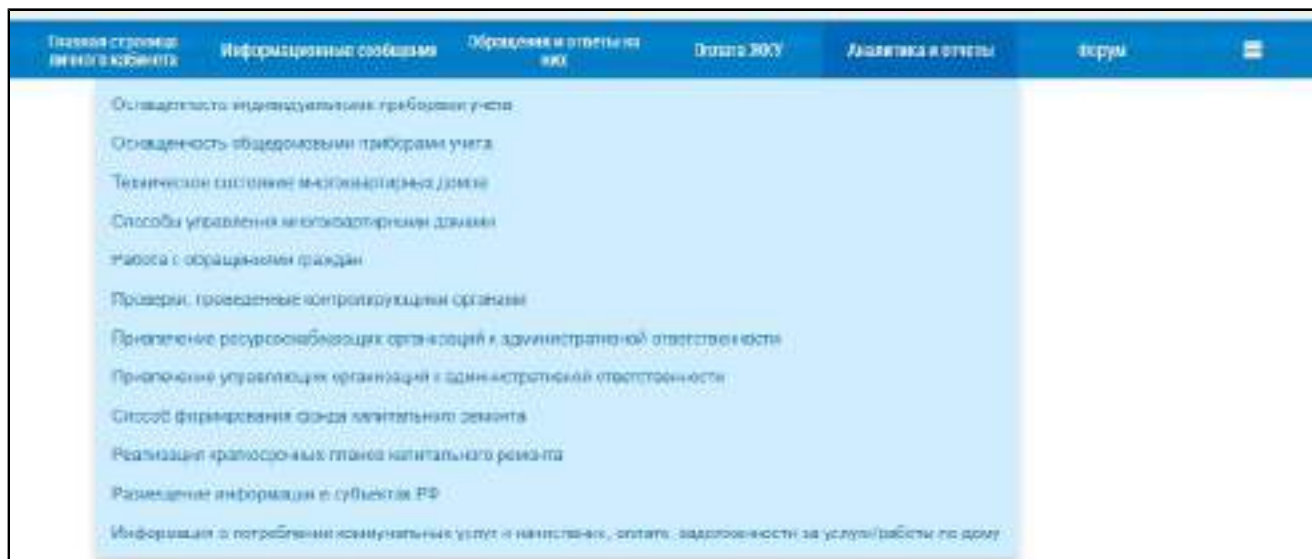 Главная страница
личного кабинета
Информационные сообщения
Обращения и ответы на
них
Оплата ЖКУ
Аналитика и отчеты
Форум
Оснащенность индивидуальными приборами учета
Оснащенность общедомовыми приборами учета
Техническое состояние многоквартирных домов
Способы управления многоквартирными домами
Работа с обращениями граждан
Проверки, проведенные контролирующими органами
Привлечение ресурсоснабжающих организаций к административной ответственности
Привлечение управляющих организаций к административной ответственности
Способ формирования фонда капитального ремонта
Реализация краткосрочных планов капитального ремонта
Размещение информации в субъектах РФ
Информация о потреблении коммунальных услуг и начислениях, оплате, задолженности за услуги/работы по дому